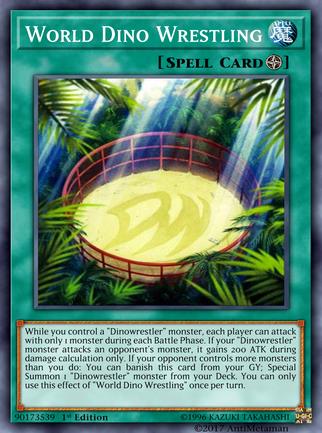 World Dino Wrestling
魔
[Spell Card]
DW
While you control a "Dinowrestler" monster, each player can attack
with only 1 monster during each Battle Phase. If your "Dinowrestler"
monster attacks an opponent's monster, it gains 200 ATK during
damage calculation only. If your opponent controls more monsters
than you do: You can banish this card from your GY; Special
Summon 1 "Dinowrestler" monster from your Deck. You can only
use this effect of "World Dino Wrestling" once per turn.
90173539 1st Edition ©1996 KAZUKI TAKAHASHI
©2017 AntiMetaman